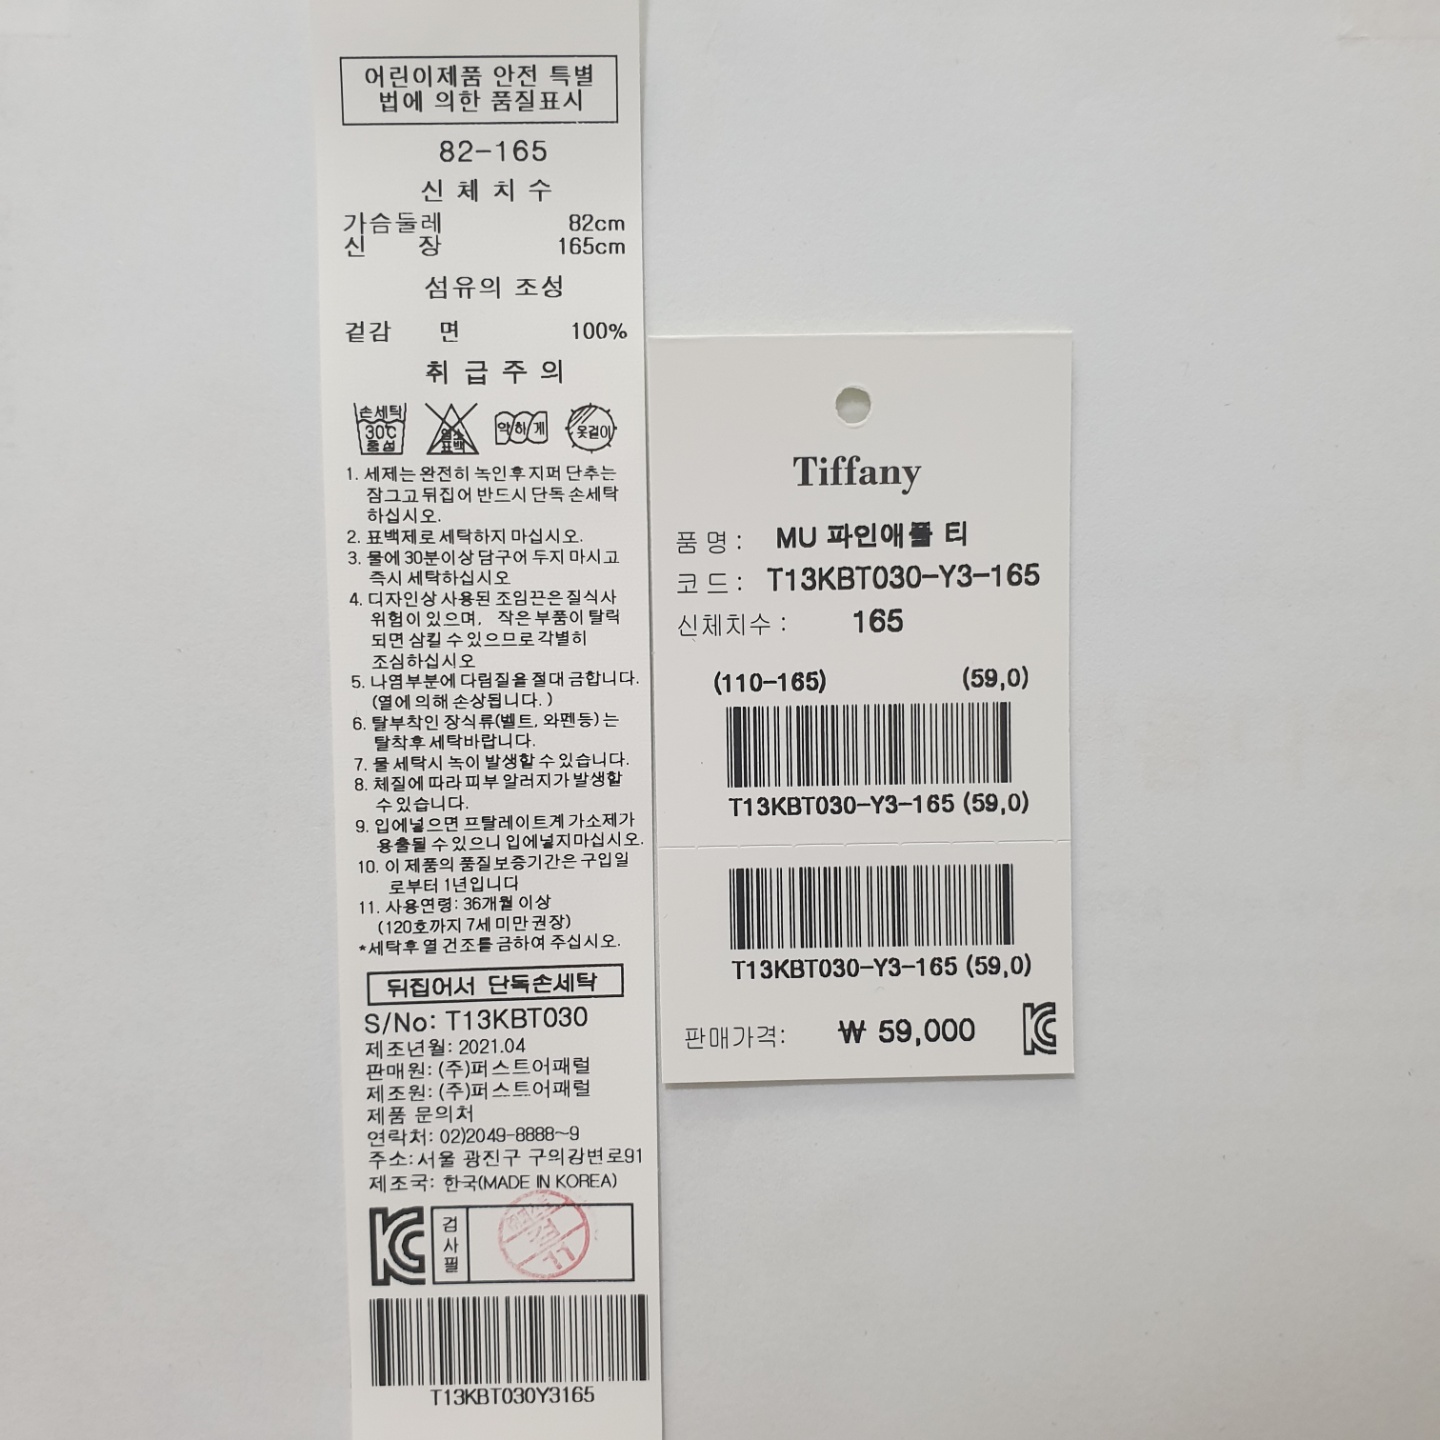 어린이제품 안전 특별
법에 의한 품질표시
82-165
신 체 치 수
가슴둘레 82cm
신 장 165cm
섬유의 조성
겉감 면 100%
취 급 주 의
손세탁
30℃
중성
염소
표백
약하게
옷걸이
1. 세제는 완전히 녹인후 지퍼 단추는
잠그고 뒤집어 반드시 단독 손세탁
하십시오.
2. 표백제로 세탁하지 마십시오.
3. 물에 30분이상 담구어 두지 마시고
즉시 세탁하십시오
4. 디자인상 사용된 조임끈은 질식사
위험이 있으며, 작은 부품이 탈락
되면 삼킬 수 있으므로 각별히
조심하십시오
5. 나염부분에 다림질을 절대 금합니다.
(열에 의해 손상됩니다. )
6. 탈부착인 장식류(벨트, 와펜등) 는
탈착후 세탁바랍니다.
7. 물 세탁시 녹이 발생할 수 있습니다.
8. 체질에 따라 피부 알러지가 발생할
수 있습니다.
9. 입에넣으면 프탈레이트계 가소제가
용출될 수 있으니 입에넣지마십시오.
10. 이 제품의 품질보증기간은 구입일
로부터 1년입니다
11. 사용연령: 36개월 이상
(120호까지 7세 미만 권장)
*세탁후 열 건조를 금하여 주십시오.
뒤집어서 단독손세탁
S/No: T13KBT030
제조년월: 2021.04
판매원: (주)퍼스트어패럴
제조원: (주)퍼스트어패럴
제품 문의처
연락처: 02)2049-8888~9
주소: 서울 광진구 구의강변로91
제조국: 한국(MADE IN KOREA)
검사필
T13KBT030Y3165
Tiffany
품 명 : MU 파인애플 티
코 드 : T13KBT030-Y3-165
신체치수 : 165
(110-165) (59,0)
T13KBT030-Y3-165 (59,0)
T13KBT030-Y3-165 (59,0)
판매가격: ₩ 59,000